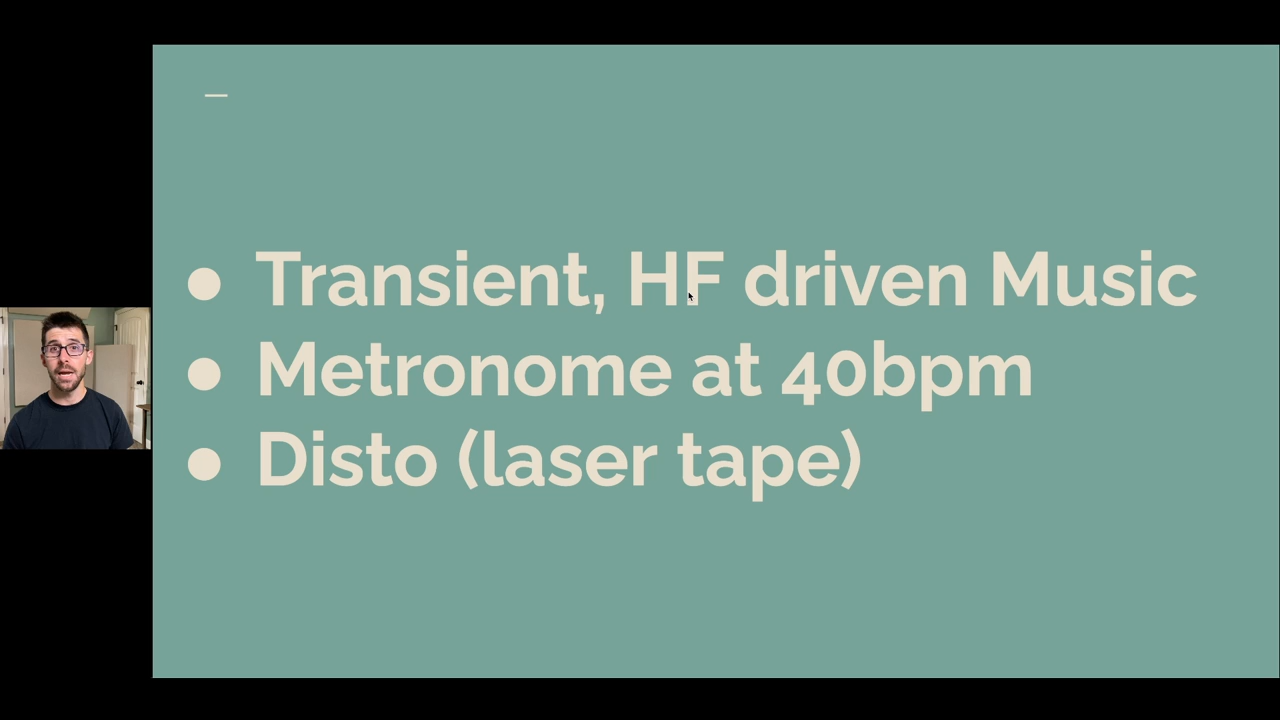 ● Transient, HF driven Music
● Metronome at 40bpm
● Disto (laser tape)